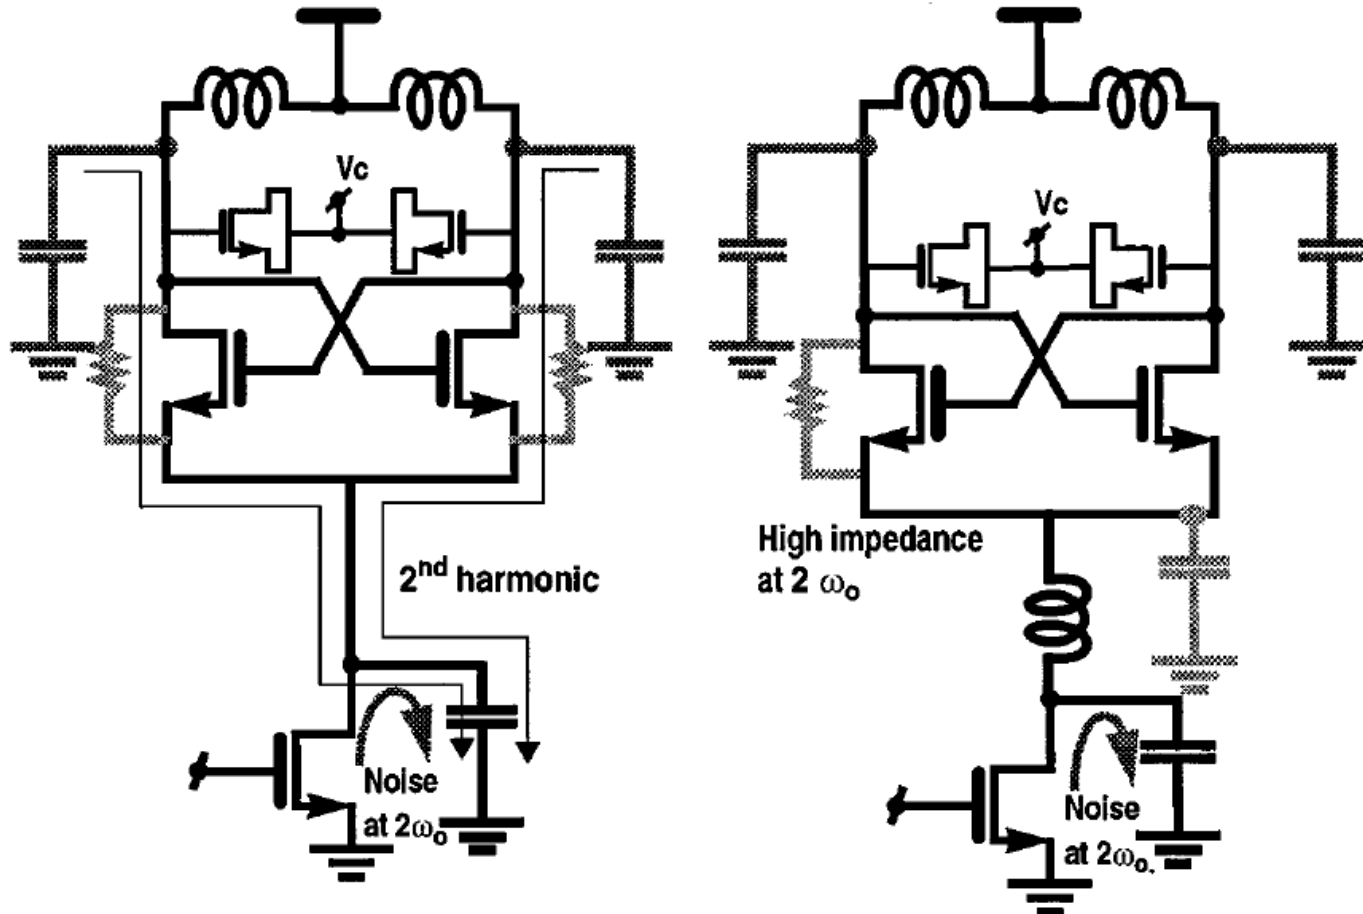 Vc
2nd harmonic
Noise
at 2ωo
Vc
High impedance
at 2 ωo
Noise
at 2ωo.